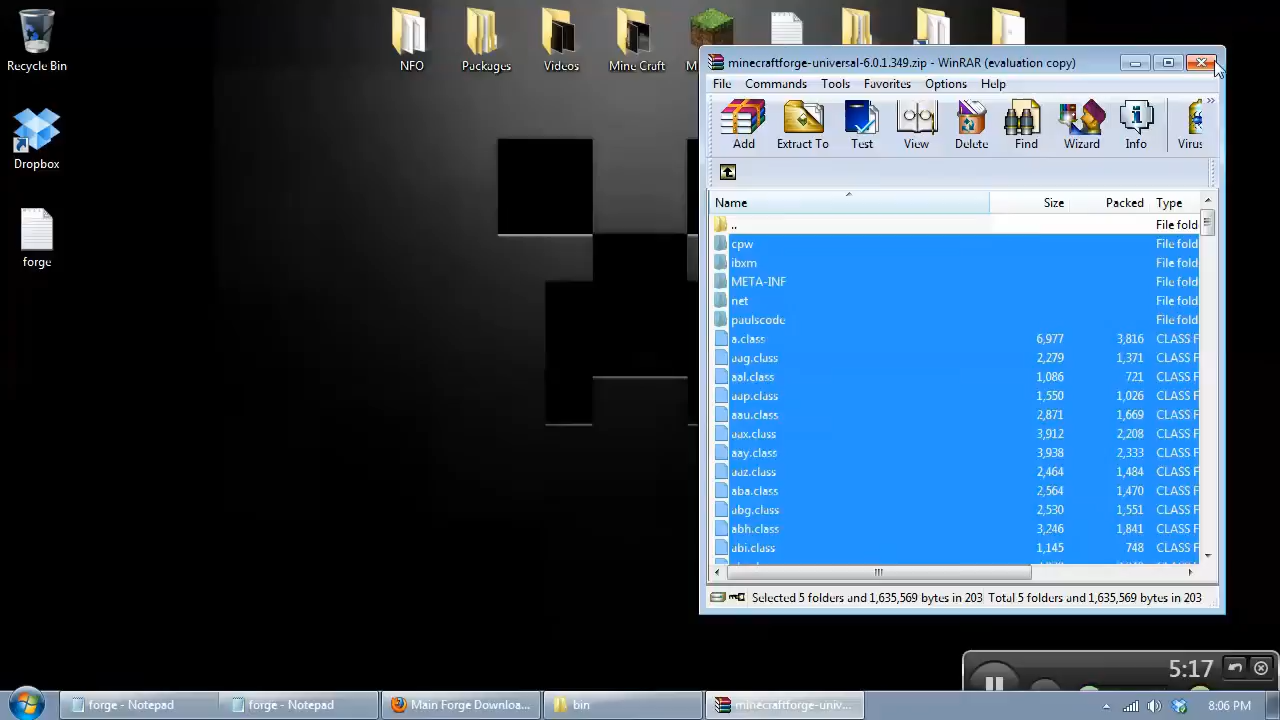 Recycle Bin
Dropbox
forge
NFO
Packages
Videos
Mine Craft
M
minecraftforge-universal-6.0.1.349.zip - WinRAR (evaluation copy)
File Commands Tools Favorites Options Help
Add Extract To Test View Delete Find Wizard Info Virus
Name Size Packed Type
.. File fold
cpw File fold
ibxm File fold
META-INF File fold
net File fold
paulscode File fold
a.class 6,977 3,816 CLASS F
aag.class 2,279 1,371 CLASS F
aal.class 1,086 721 CLASS F
aap.class 1,550 1,026 CLASS F
aau.class 2,871 1,669 CLASS F
aax.class 3,912 2,208 CLASS F
aay.class 3,938 2,333 CLASS F
aaz.class 2,464 1,484 CLASS F
aba.class 2,564 1,470 CLASS F
abg.class 2,530 1,551 CLASS F
abh.class 3,246 1,841 CLASS F
abi.class 1,145 748 CLASS F
Selected 5 folders and 1,635,569 bytes in 203 Total 5 folders and 1,635,569 bytes in 203
5:17
forge - Notepad
forge - Notepad
Main Forge Downloa...
bin
minecraftforge-univ...
8:06 PM